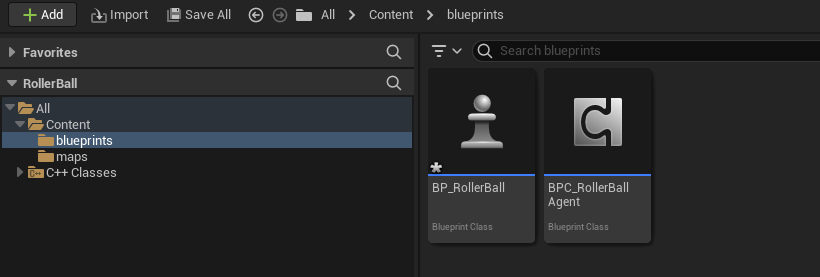 Add Import Save All All Content blueprints
Favorites
Search blueprints
RollerBall
All
Content
blueprints
maps
C++ C++ Classes
BP_RollerBall
Blueprint Class
BPC_RollerBall
Agent
Blueprint Class